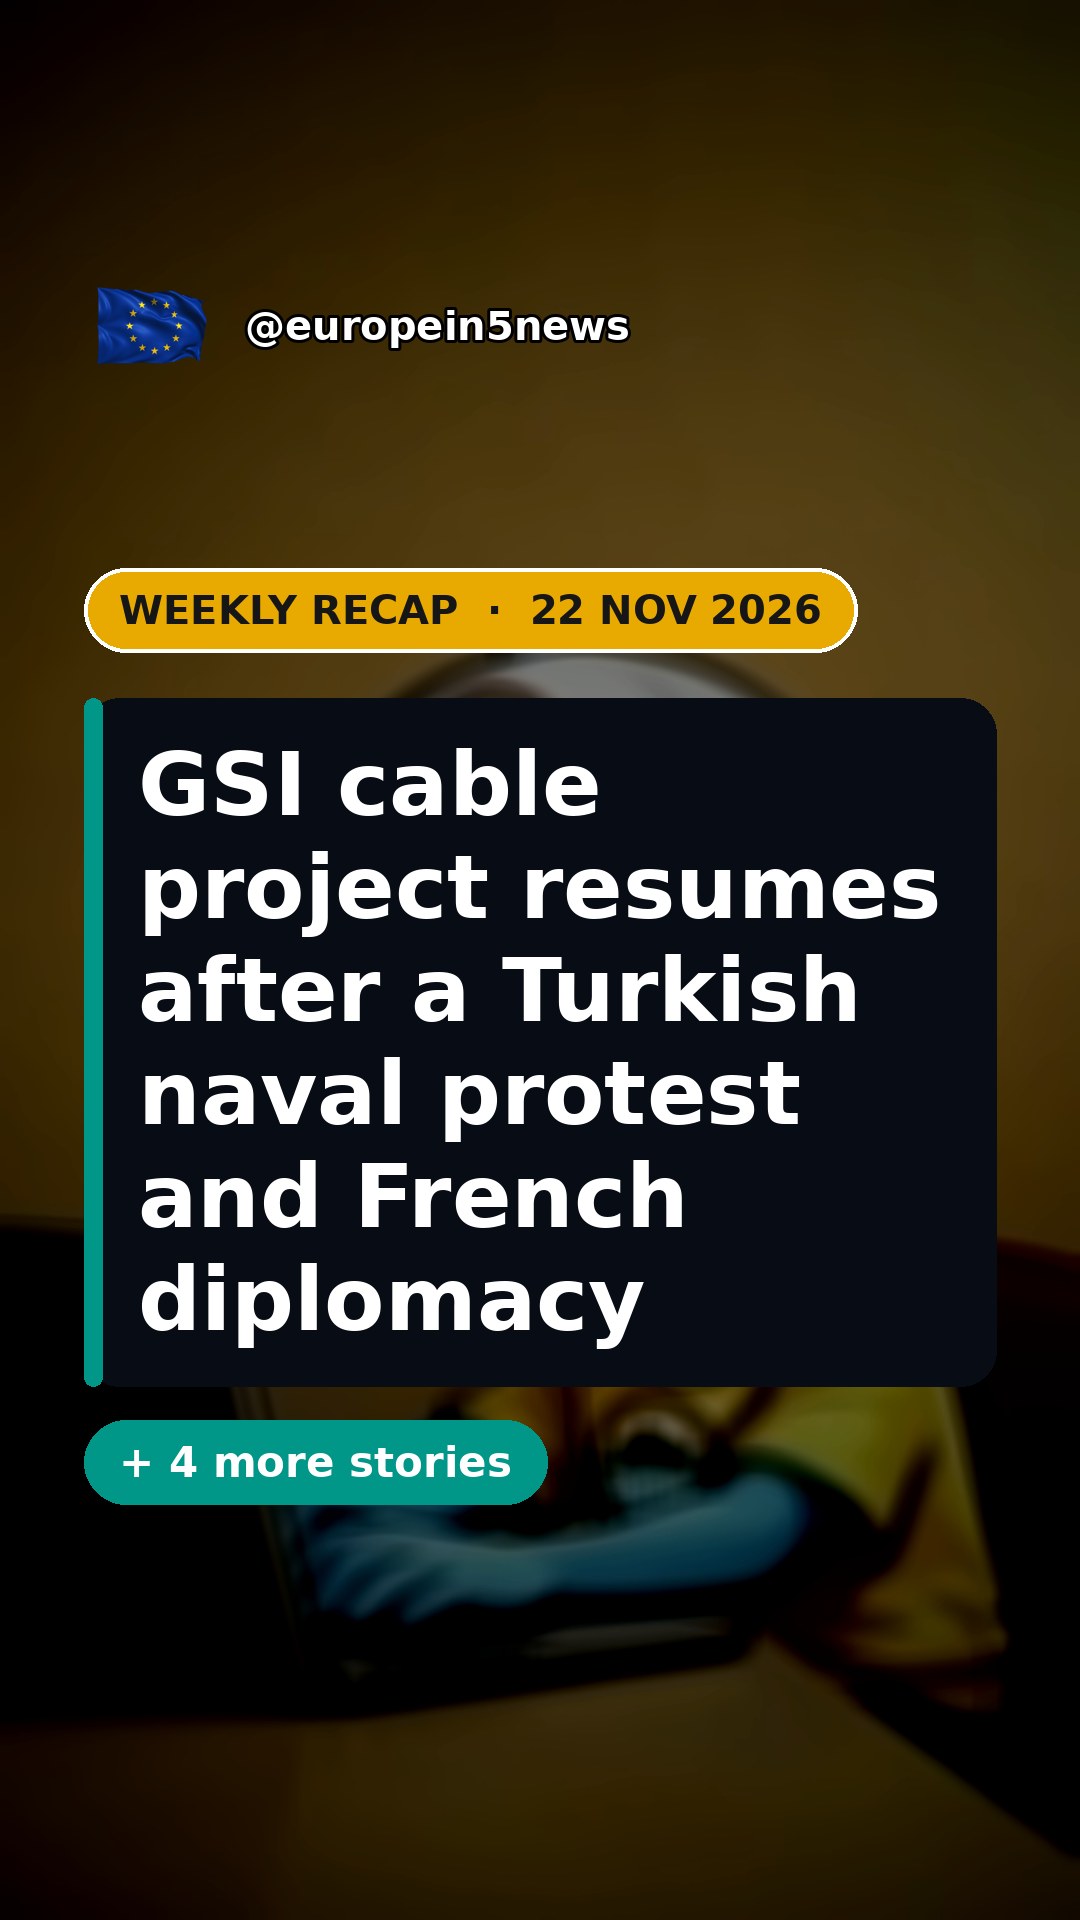 @europein5news
WEEKLY RECAP · 22 NOV 2026
GSI cable
project resumes
after a Turkish
naval protest
and French
diplomacy
+ 4 more stories